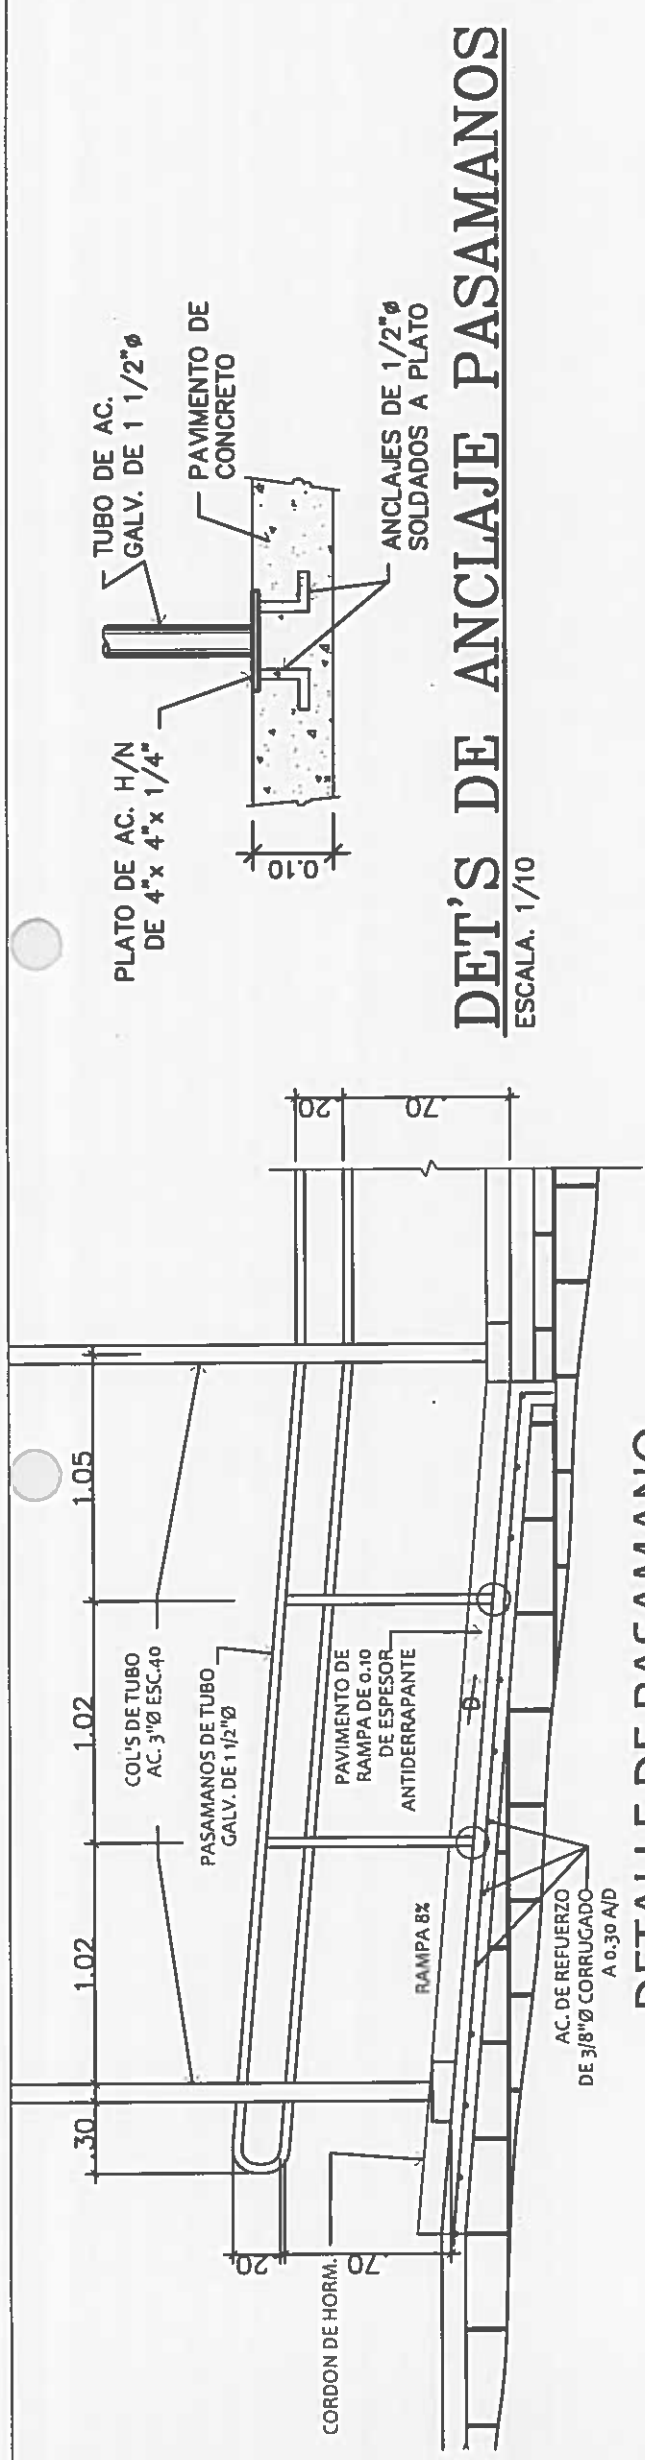 .30
1.02
1.02
1.05
COL'S DE TUBO
AC. 3"Ø ESC.40
PASAMANOS DE TUBO
GALV. DE 1 1/2"Ø
.20
.70
.20
.70
CORDON DE HORM.
RAMPA 8%
PAVIMENTO DE
RAMPA DE 0.10
DE ESPESOR
ANTIDERRAPANTE
AC. DE REFUERZO
DE 3/8"Ø CORRUGADO
A 0.30 A/D
DETALLE DE PASAMANO
PLATO DE AC. H/N
DE 4"x 4"x 1/4"
TUBO DE AC.
GALV. DE 1 1/2"ø
PAVIMENTO DE
CONCRETO
0.10
ANCLAJES DE 1/2"ø
SOLDADOS A PLATO
DET'S DE ANCLAJE PASAMANOS
ESCALA. 1/10